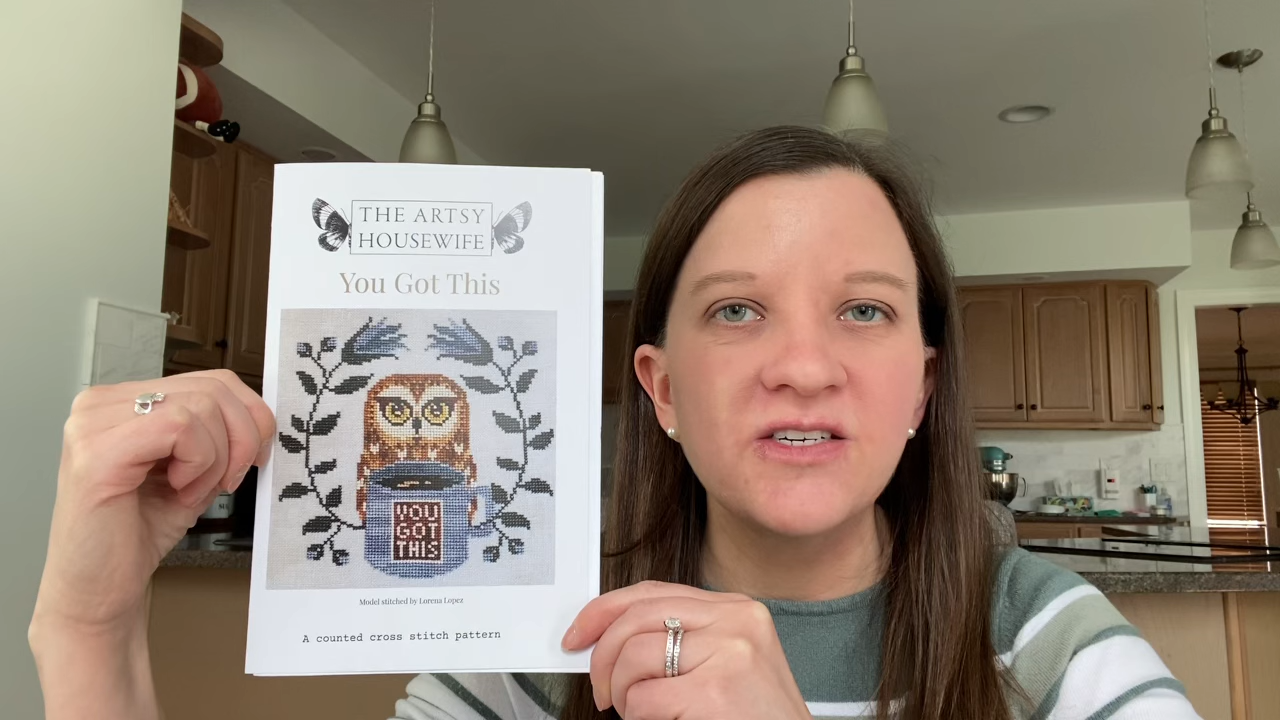 THE ARTSY
HOUSEWIFE
You Got This
YOU
GOT
THIS
Model stitched by Lorena Lopez
A counted cross stitch pattern